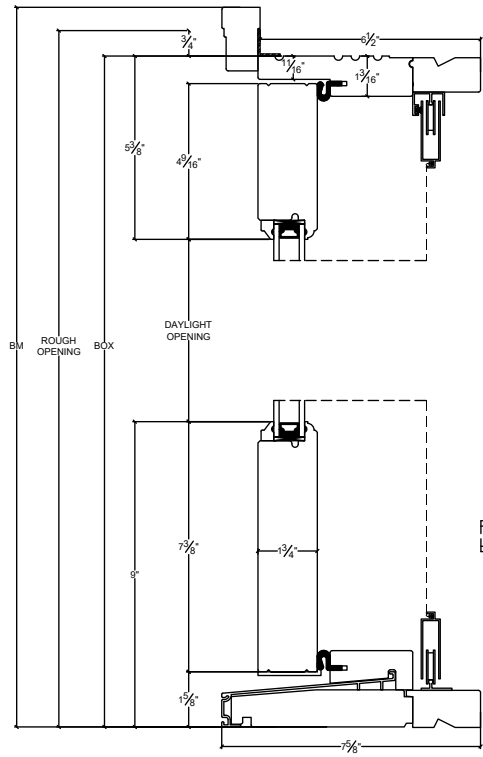 3/4"
6 1/2"
11/16"
1 3/16"
5 3/8"
4 9/16"
BM
ROUGH
OPENING
BOX
DAYLIGHT
OPENING
9"
7 3/8"
1 3/4"
1 5/8"
7 5/8"